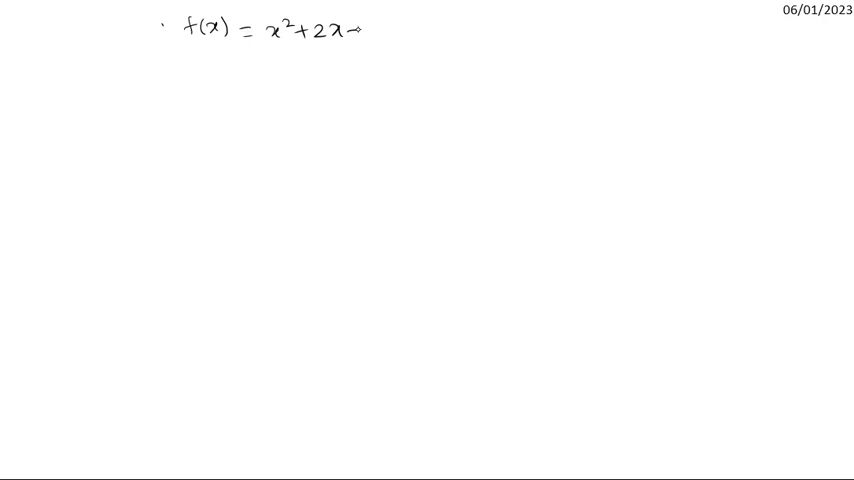 06/01/2023
f(x) = x²+2x